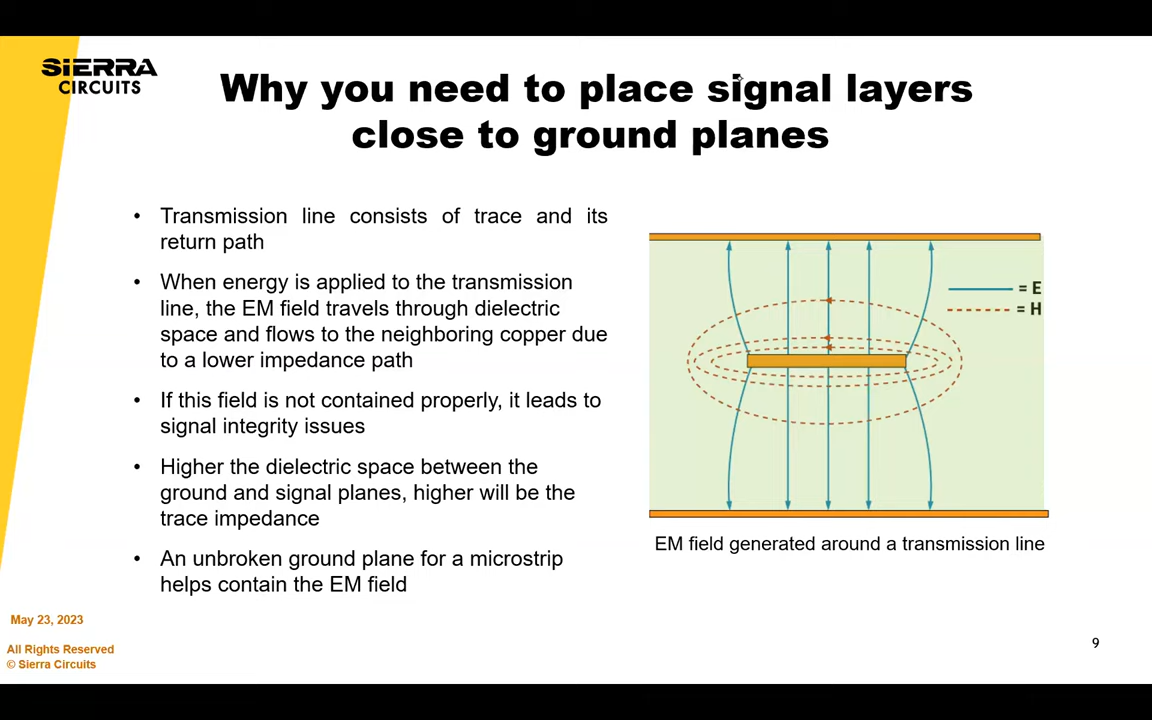 SIERRA
CIRCUITS
Why you need to place signal layers
close to ground planes
• Transmission line consists of trace and its
return path
• When energy is applied to the transmission
line, the EM field travels through dielectric
space and flows to the neighboring copper due
to a lower impedance path
• If this field is not contained properly, it leads to
signal integrity issues
• Higher the dielectric space between the
ground and signal planes, higher will be the
trace impedance
• An unbroken ground plane for a microstrip
helps contain the EM field
= E
= H
EM field generated around a transmission line
May 23, 2023
All Rights Reserved
© Sierra Circuits
9